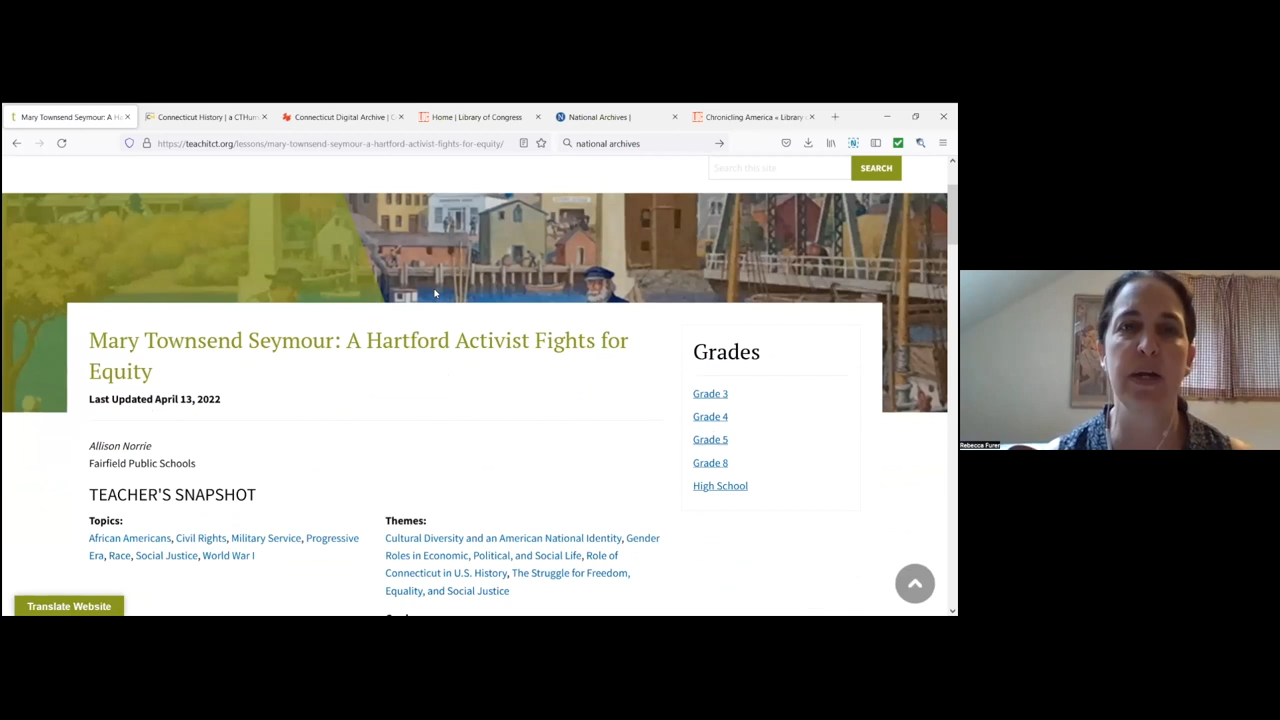 Mary Townsend Seymour: A Ha
Connecticut History | a CTHum
Connecticut Digital Archive | C
Home | Library of Congress
National Archives |
Chronicling America « Library o
https://teachitct.org/lessons/mary-townsend-seymour-a-hartford-activist-fights-for-equity/
national archives
Search this site
SEARCH
Mary Townsend Seymour: A Hartford Activist Fights for
Equity
Last Updated April 13, 2022
Allison Norrie
Fairfield Public Schools
TEACHER'S SNAPSHOT
Topics:
African Americans, Civil Rights, Military Service, Progressive
Era, Race, Social Justice, World War I
Themes:
Cultural Diversity and an American National Identity, Gender
Roles in Economic, Political, and Social Life, Role of
Connecticut in U.S. History, The Struggle for Freedom,
Equality, and Social Justice
Grades
Grade 3
Grade 4
Grade 5
Grade 8
High School
Translate Website
Rebecca Furer